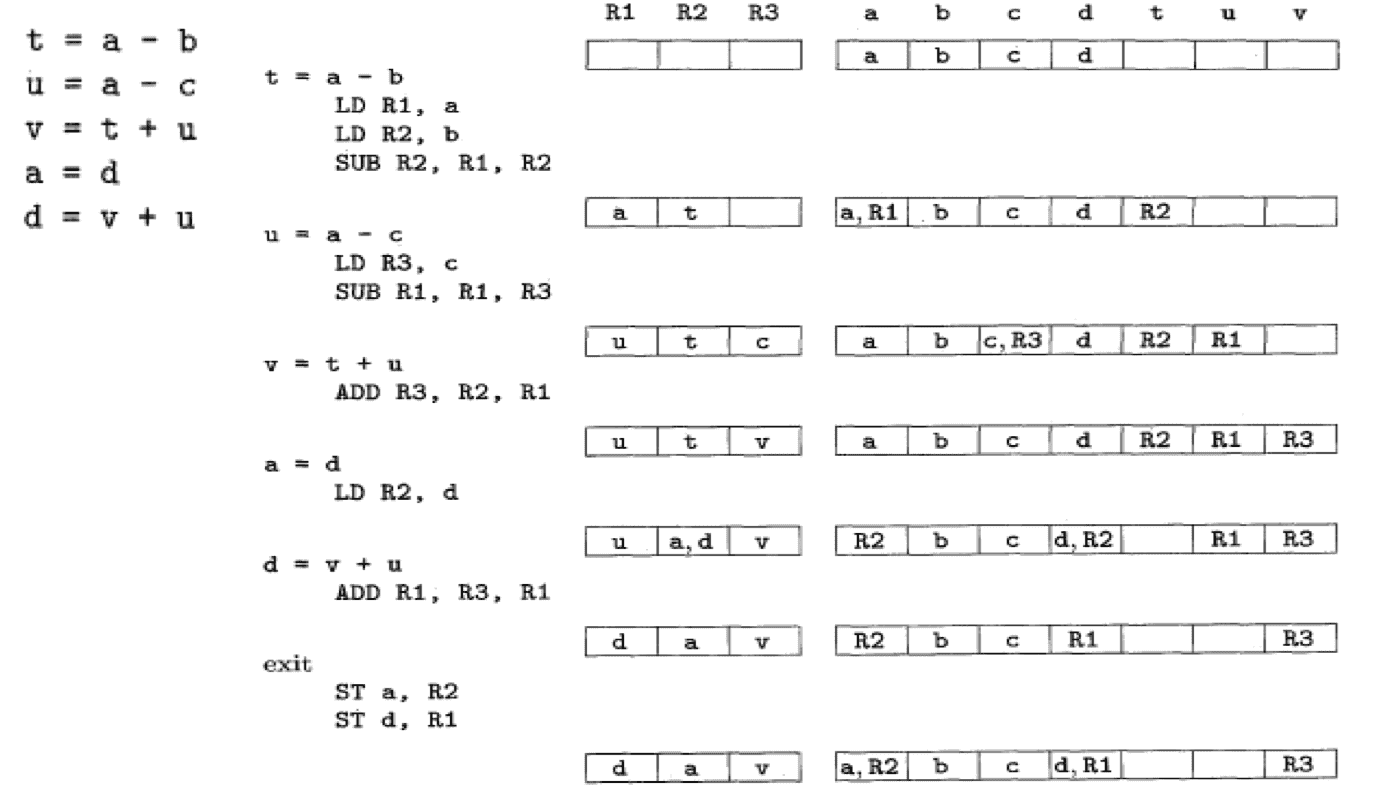 t = a - b
u = a - c
v = t + u
a = d
d = v + u
R1 R2 R3 a b c d t u v
a b c d
t = a - b
LD R1, a
LD R2, b
SUB R2, R1, R2
a t a, R1 b c d R2
u = a - c
LD R3, c
SUB R1, R1, R3
u t c a b c, R3 d R2 R1
v = t + u
ADD R3, R2, R1
u t v a b c d R2 R1 R3
a = d
LD R2, d
u a, d v R2 b c d, R2 R1 R3
d = v + u
ADD R1, R3, R1
d a v R2 b c R1 R3
exit
ST a, R2
ST d, R1
d a v a, R2 b c d, R1 R3